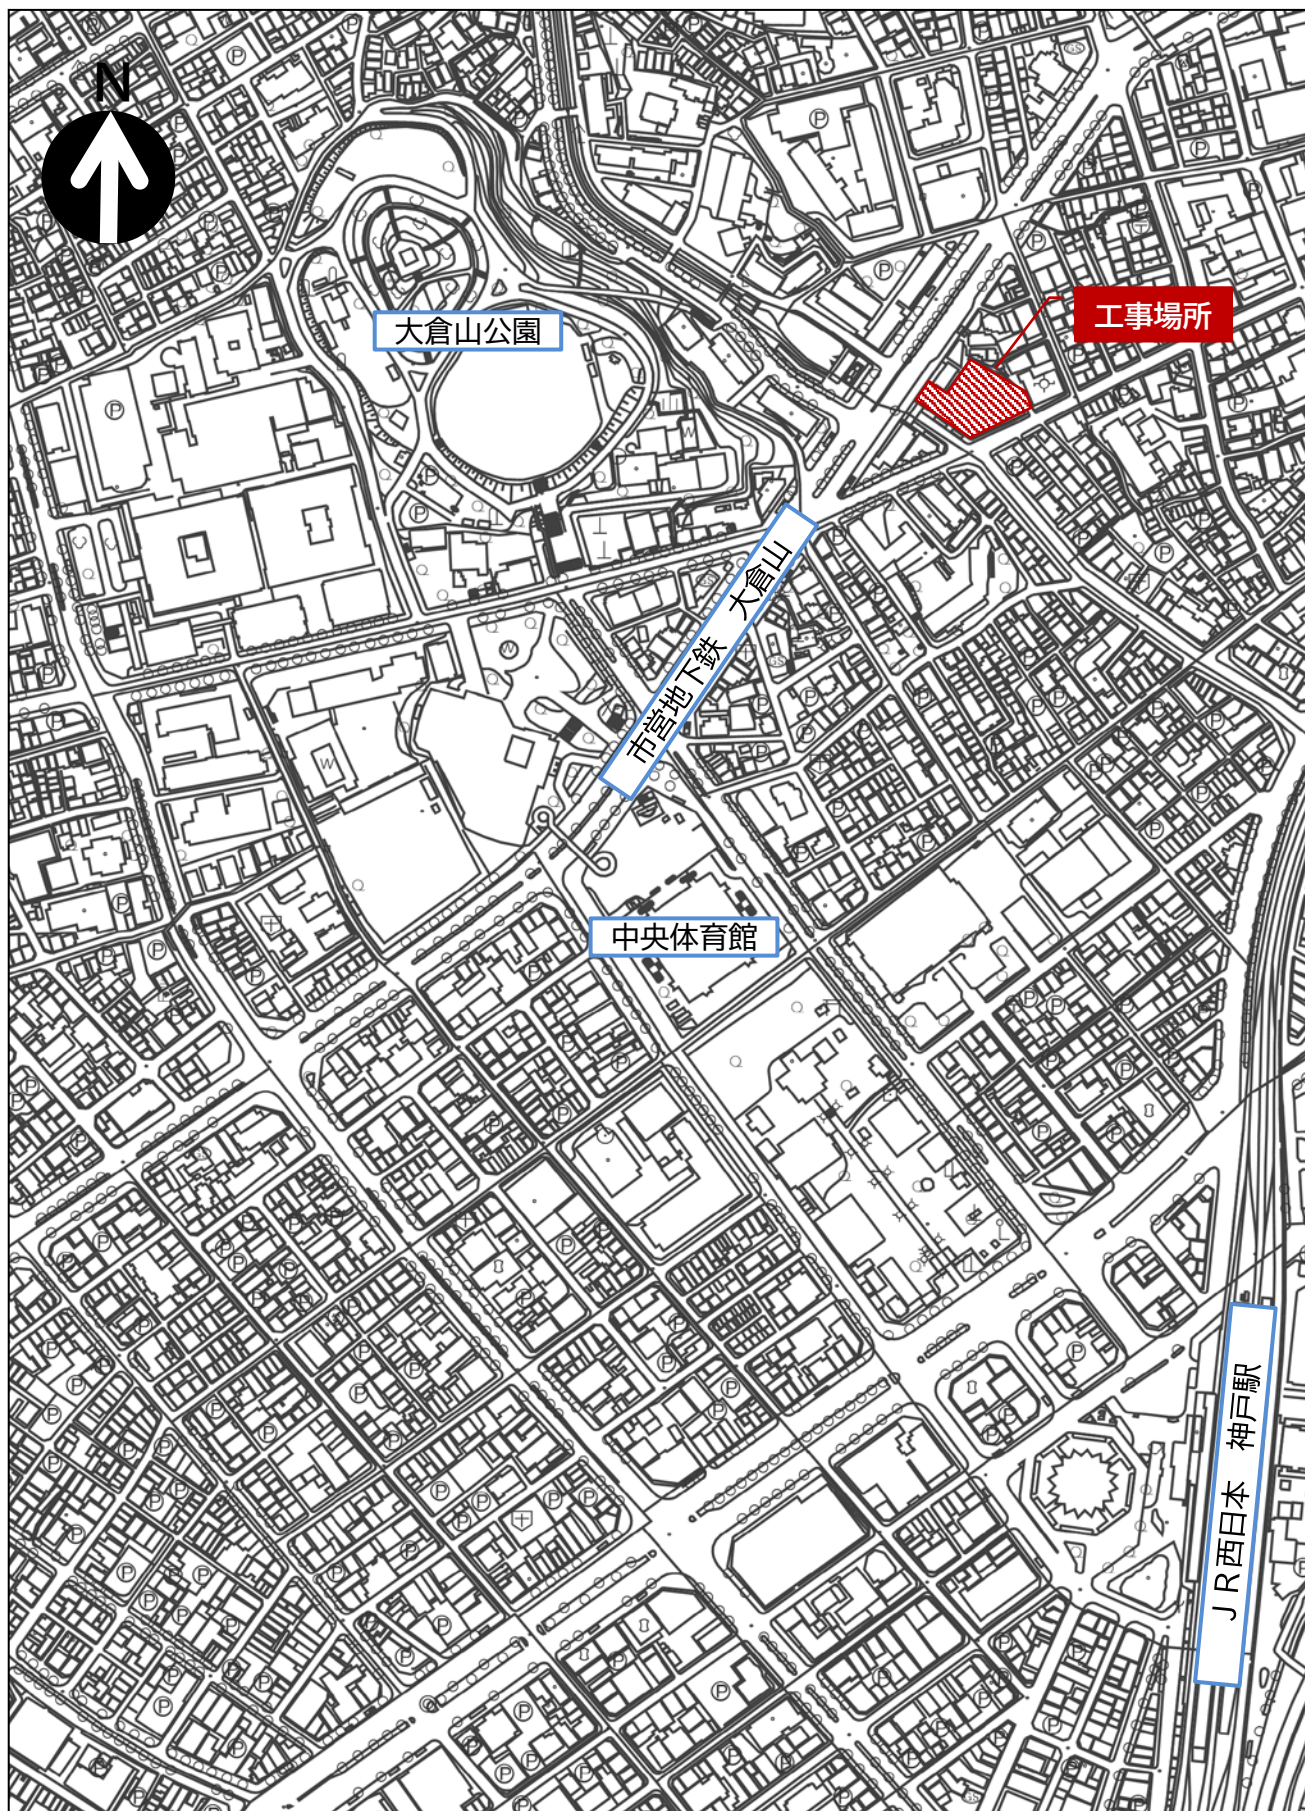 N
工事場所
大倉山公園
市営地下鉄　大倉山
中央体育館
ＪＲ西日本　神戸駅